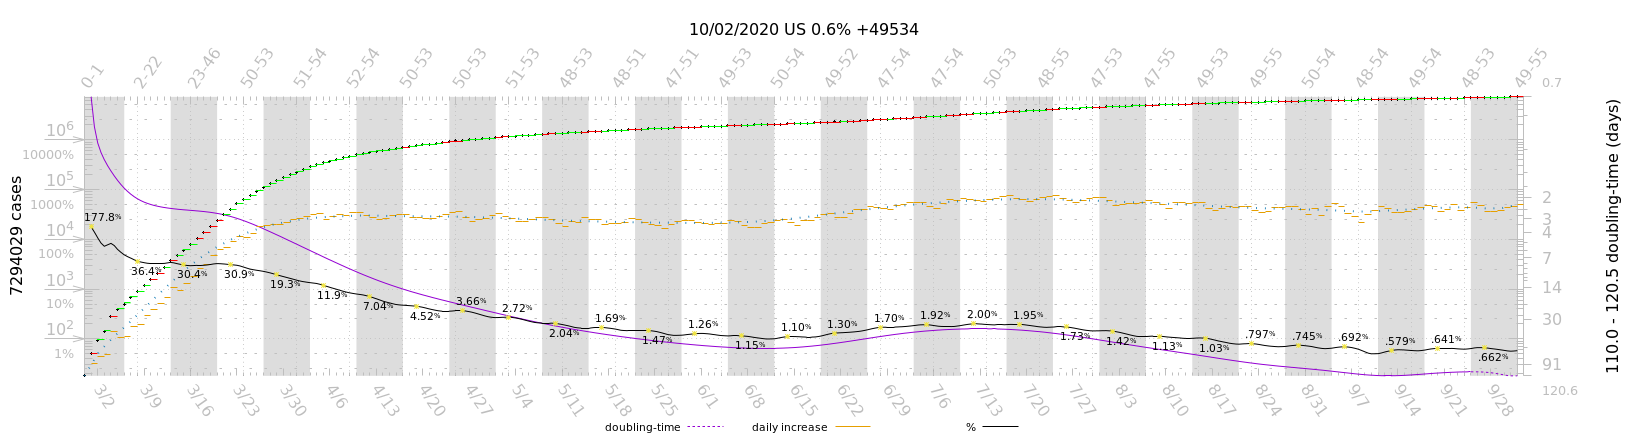 10/02/2020 US 0.6% +49534
0-1 2-22 23-46 50-53 51-54 52-54 50-53 50-53 51-53 48-53 48-51 47-51 49-53 50-54 49-52 47-54 47-54 50-53 48-55 47-53 47-55 49-53 49-55 50-54 48-54 49-54 48-53 49-55
7294029 cases
10^6
10000%
10^5
1000%
10^4
100%
10^3
10%
10^2
1%
0.7
2
3
4
7
14
30
91
120.6
110.0 - 120.5 doubling-time (days)
177.8% 36.4% 30.4% 30.9% 19.3% 11.9% 7.04% 4.52% 3.66% 2.72% 2.04% 1.69% 1.47% 1.26% 1.15% 1.10% 1.30% 1.70% 1.92% 2.00% 1.95% 1.73% 1.42% 1.13% 1.03% .797% .745% .692% .579% .641% .662%
3/2 3/9 3/16 3/23 3/30 4/6 4/13 4/20 4/27 5/4 5/11 5/18 5/25 6/1 6/8 6/15 6/22 6/29 7/6 7/13 7/20 7/27 8/3 8/10 8/17 8/24 8/31 9/7 9/14 9/21 9/28
doubling-time daily increase %